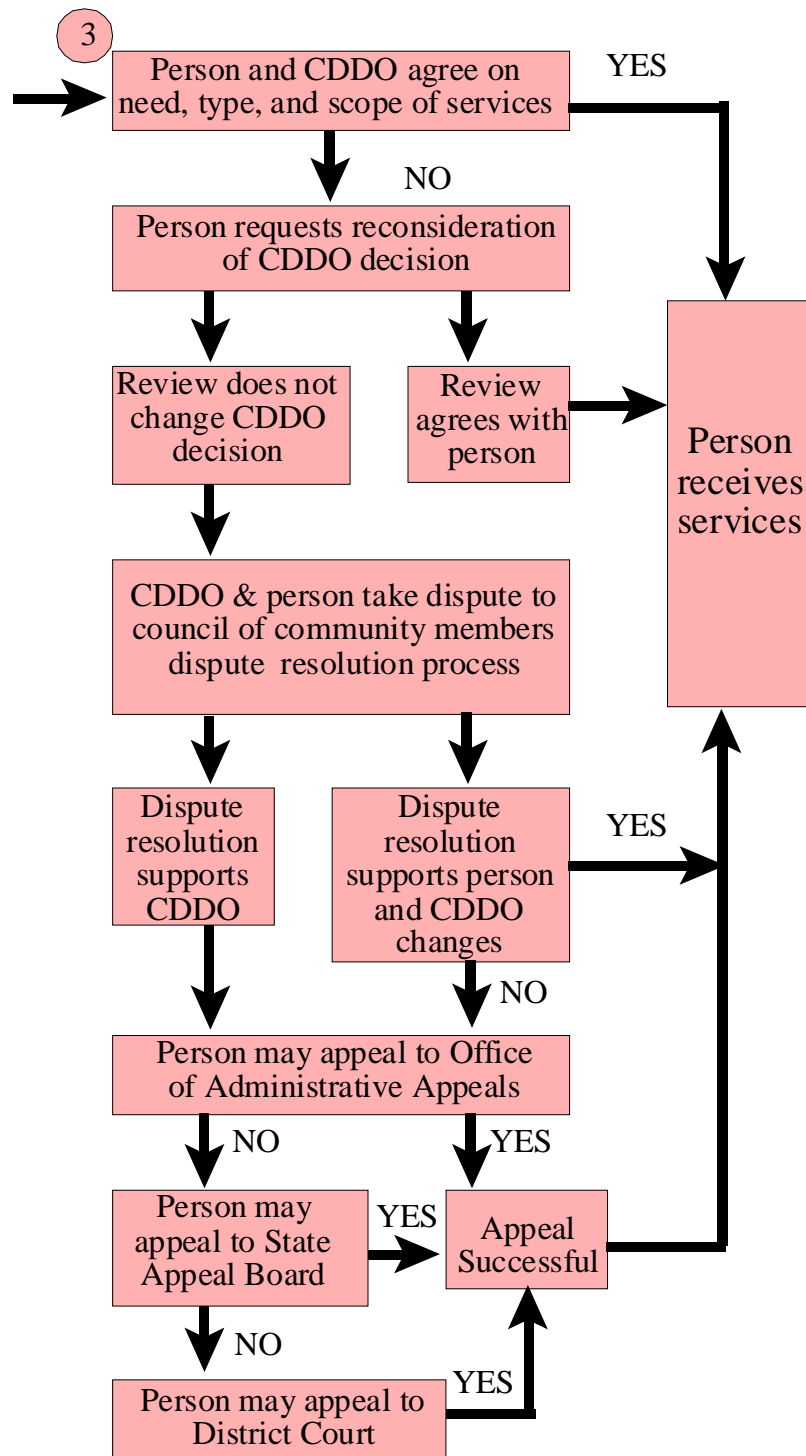 3
Person and CDDO agree on
need, type, and scope of services
YES
NO
Person requests reconsideration
of CDDO decision
Review does not
change CDDO
decision
Review
agrees with
person
Person
receives
services
CDDO & person take dispute to
council of community members
dispute resolution process
Dispute
resolution
supports
CDDO
Dispute
resolution
supports person
and CDDO
changes
YES
NO
Person may appeal to Office
of Administrative Appeals
NO
YES
Person may
appeal to State
Appeal Board
YES
Appeal
Successful
NO
Person may appeal to
District Court
YES